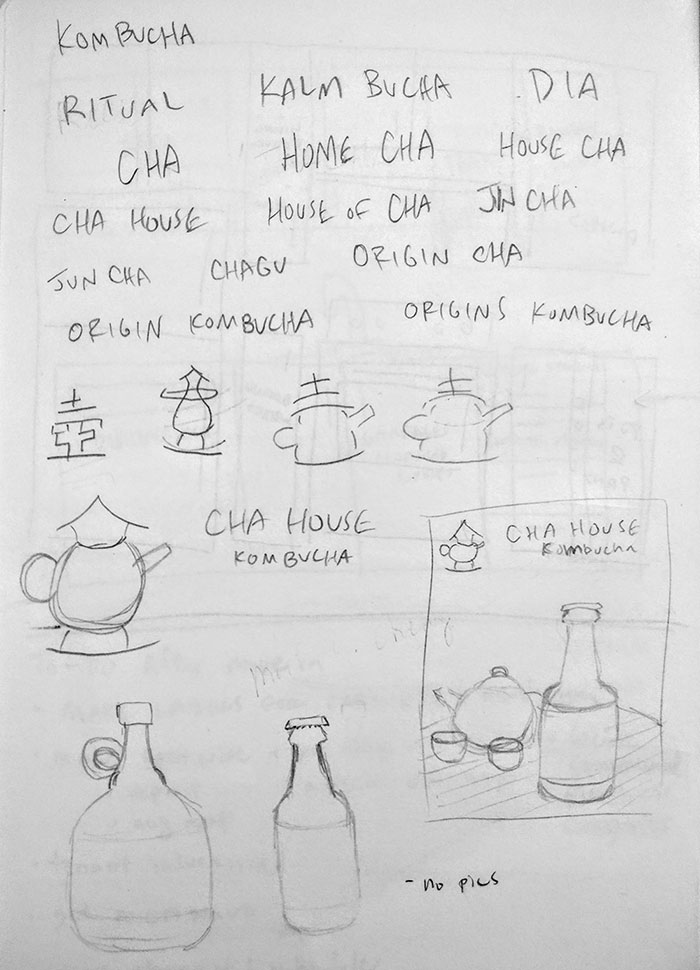 KOMBUCHA
RITUAL KALM BUCHA DIA
CHA HOME CHA HOUSE CHA
CHA HOUSE HOUSE OF CHA JIN CHA
JUN CHA CHAGU ORIGIN CHA
ORIGIN KOMBUCHA ORIGINS KOMBUCHA
CHA HOUSE
KOMBUCHA
CHA HOUSE
Kombucha
- no pics